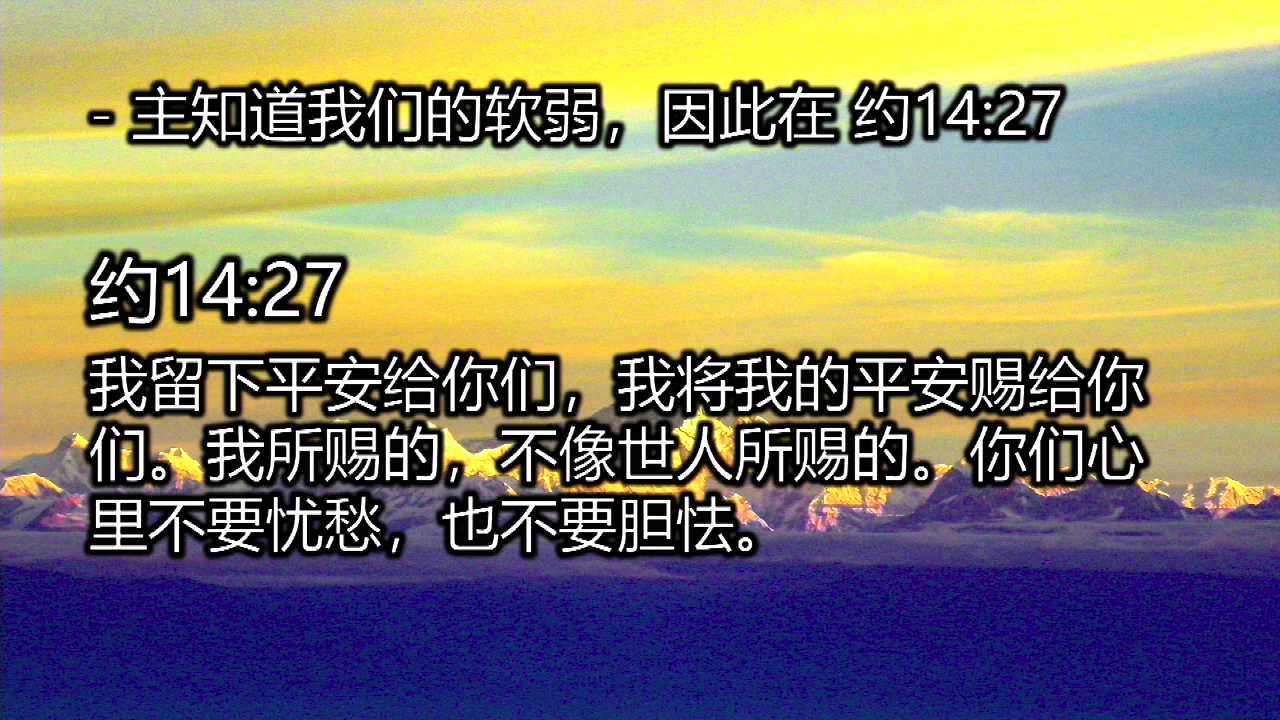 - 主知道我们的软弱，因此在 约14:27
约14:27
我留下平安给你们，我将我的平安赐给你
们。我所赐的，不像世人所赐的。你们心
里不要忧愁，也不要胆怯。